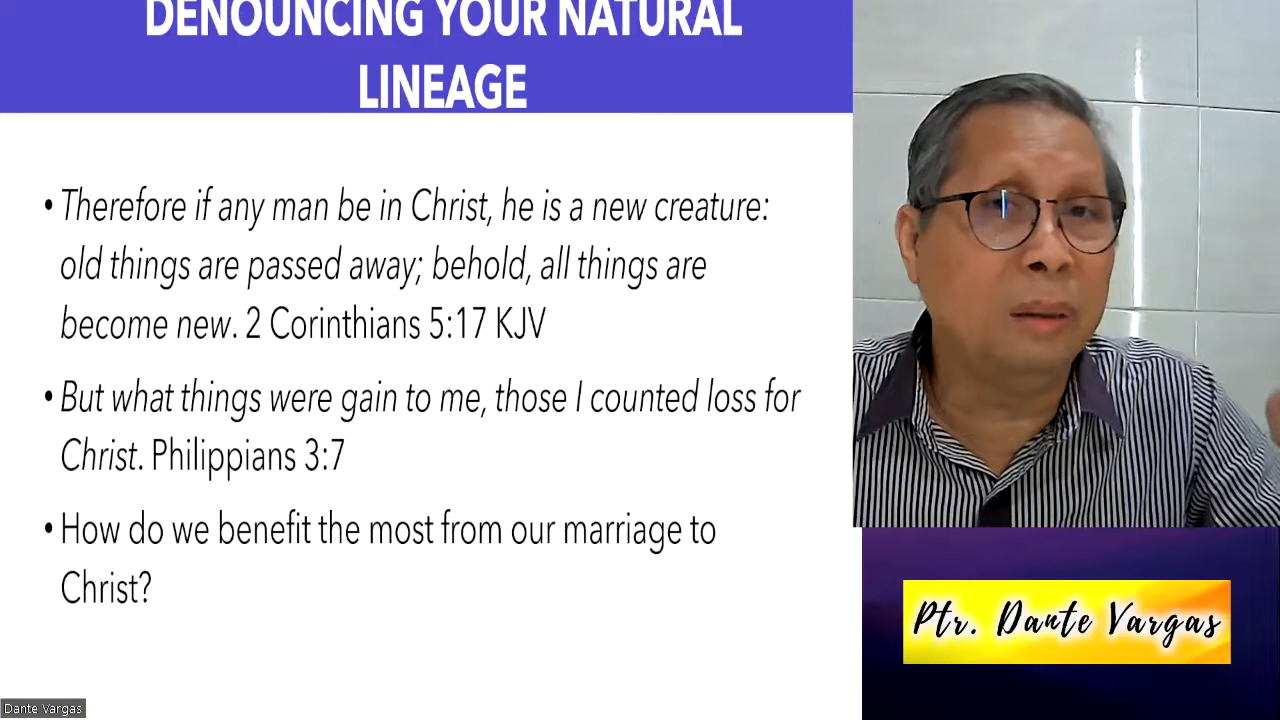 DENOUNCING YOUR NATURAL
LINEAGE
• Therefore if any man be in Christ, he is a new creature:
old things are passed away; behold, all things are
become new. 2 Corinthians 5:17 KJV
• But what things were gain to me, those I counted loss for
Christ. Philippians 3:7
• How do we benefit the most from our marriage to
Christ?
Ptr. Dante Vargas
Dante Vargas